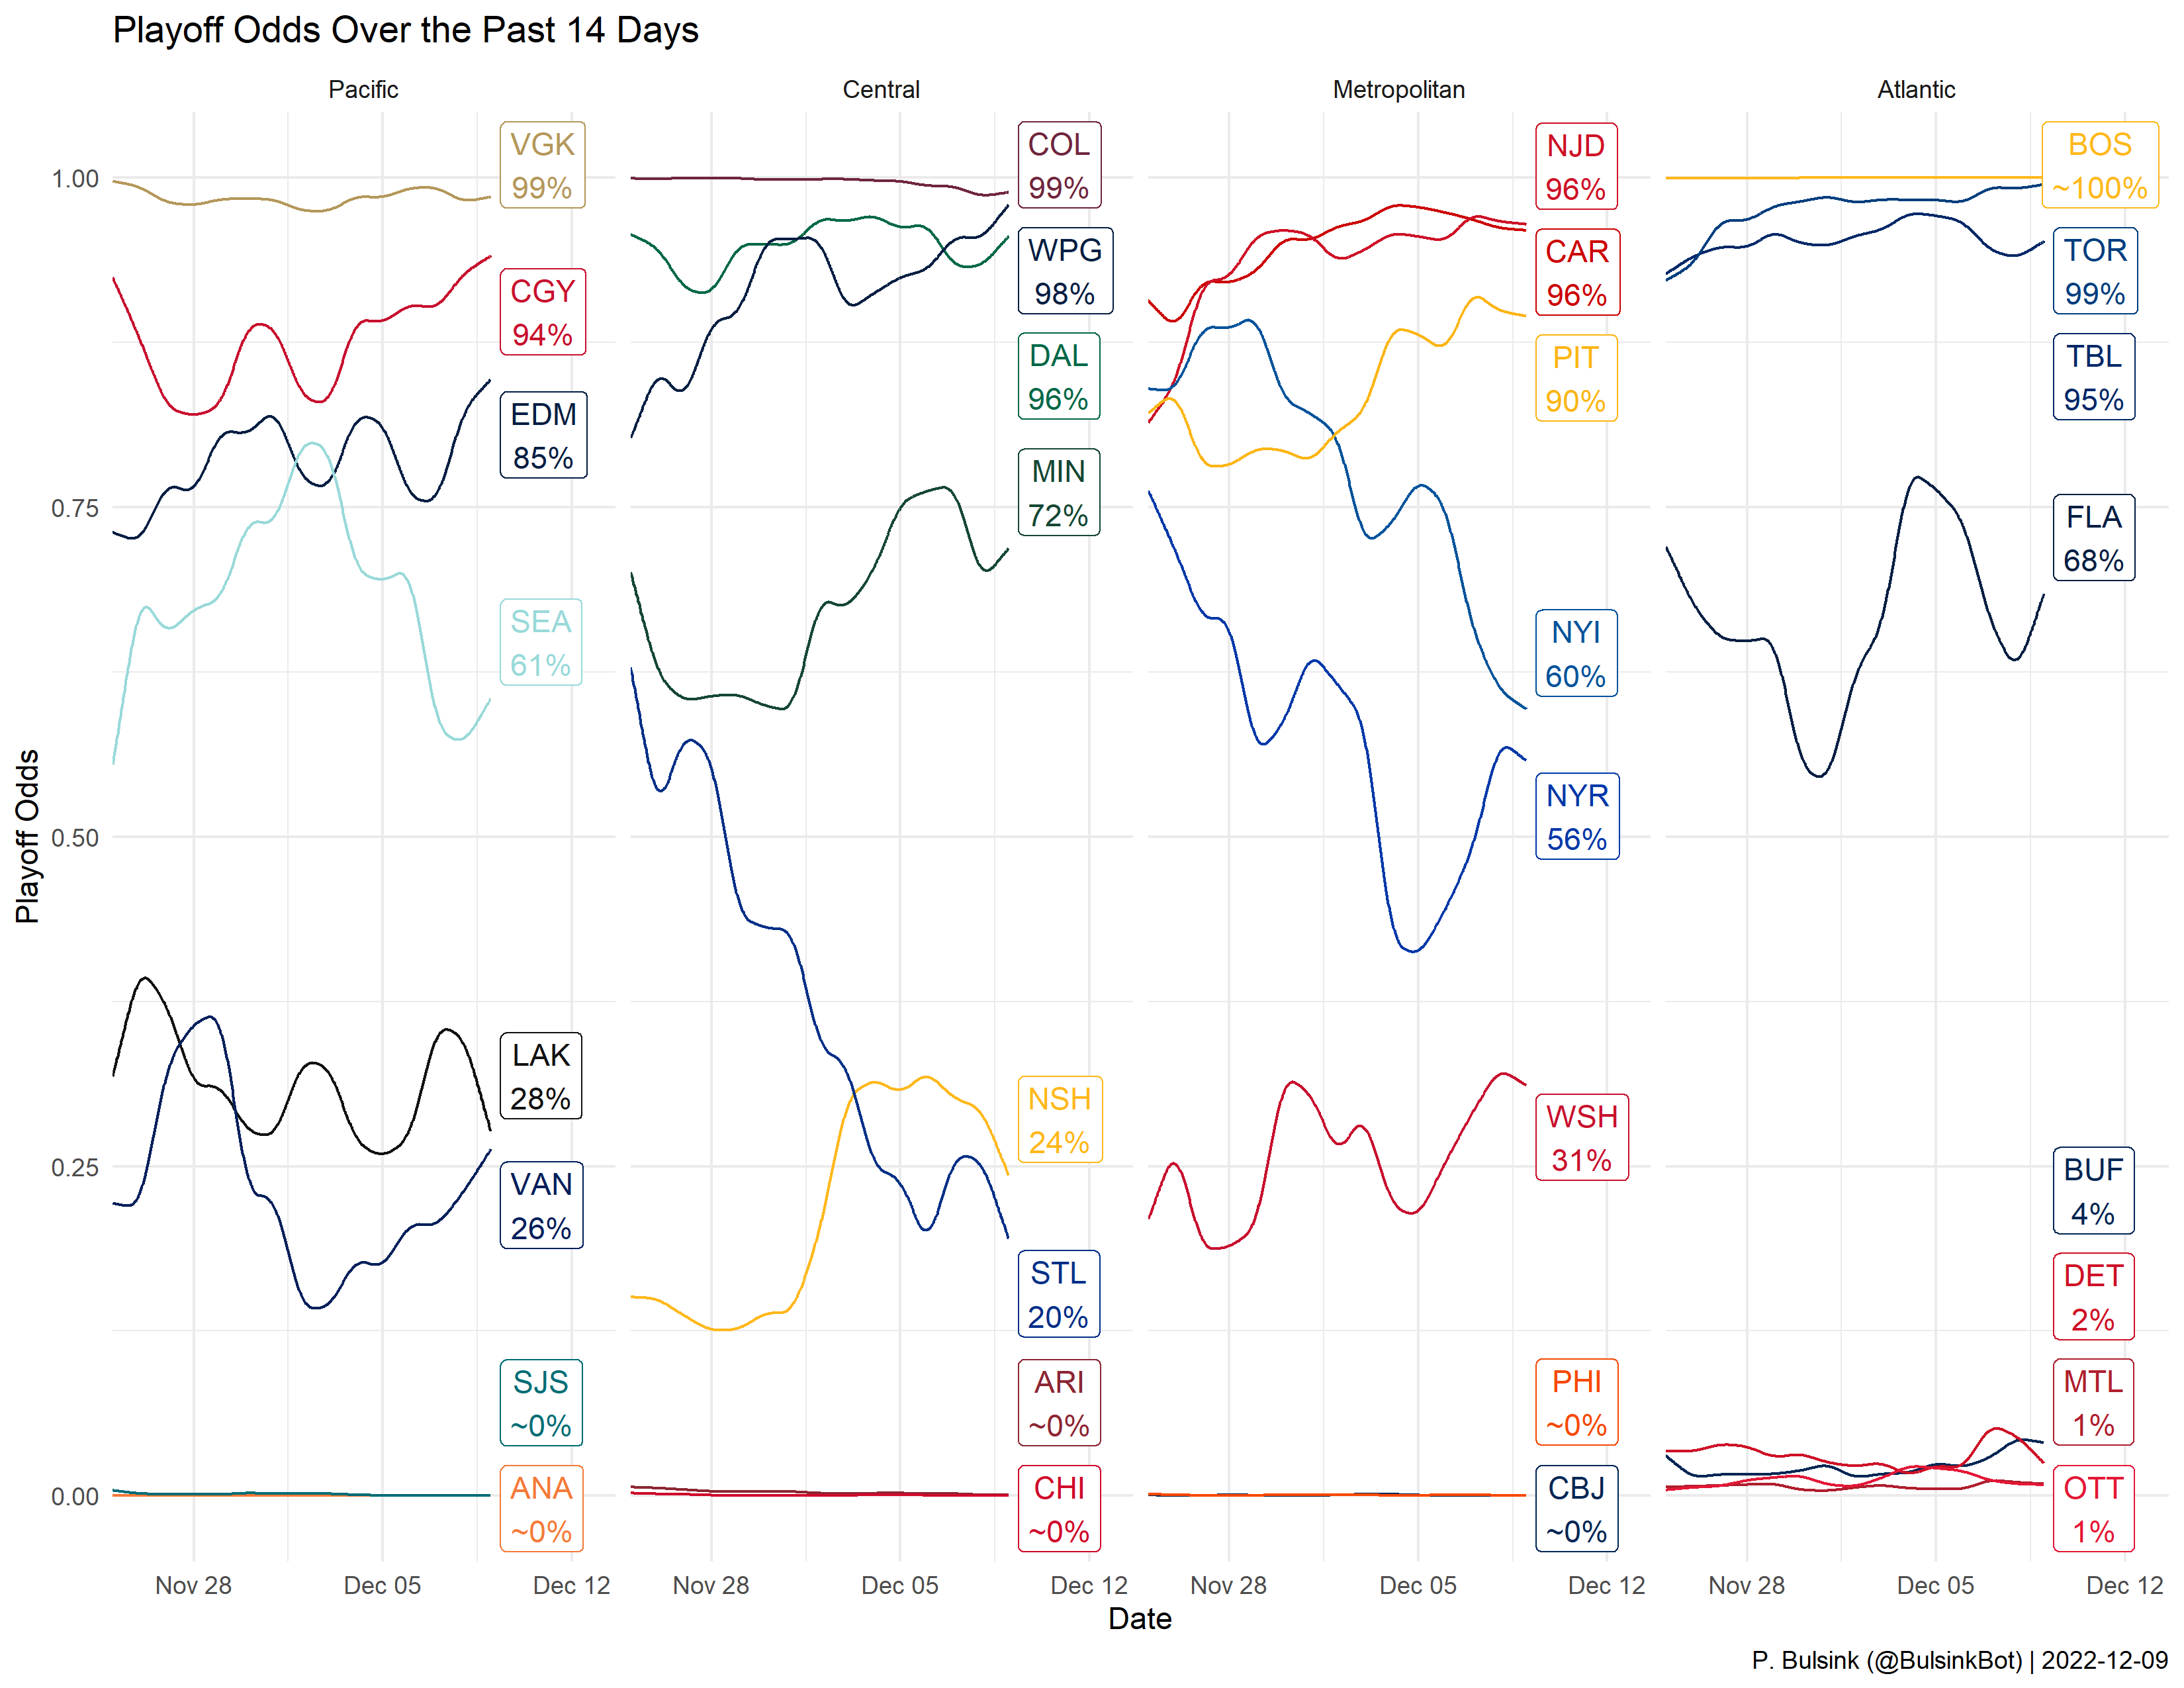 Playoff Odds Over the Past 14 Days
Pacific
Central
Metropolitan
Atlantic
Playoff Odds
1.00
0.75
0.50
0.25
0.00
VGK
99%
CGY
94%
EDM
85%
SEA
61%
LAK
28%
VAN
26%
SJS
~0%
ANA
~0%
COL
99%
WPG
98%
DAL
96%
MIN
72%
NSH
24%
STL
20%
ARI
~0%
CHI
~0%
NJD
96%
CAR
96%
PIT
90%
NYI
60%
NYR
56%
WSH
31%
PHI
~0%
CBJ
~0%
BOS
~100%
TOR
99%
TBL
95%
FLA
68%
BUF
4%
DET
2%
MTL
1%
OTT
1%
Nov 28
Dec 05
Dec 12
Nov 28
Dec 05
Dec 12
Nov 28
Dec 05
Dec 12
Nov 28
Dec 05
Dec 12
Date
P. Bulsink (@BulsinkBot) | 2022-12-09